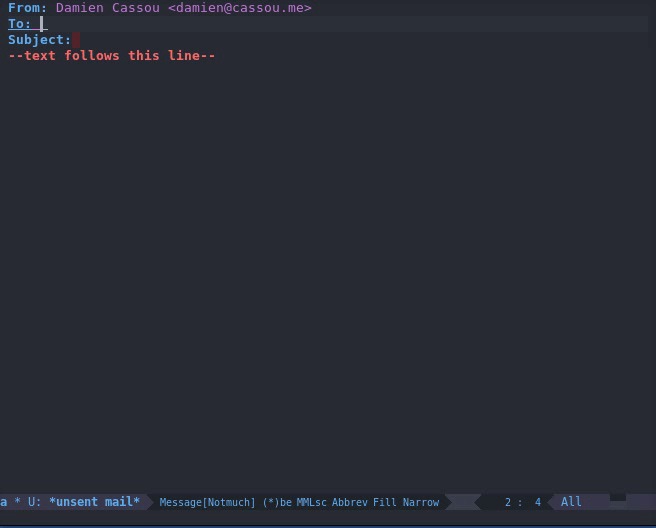 From: Damien Cassou <damien@cassou.me>
To:
Subject:
--text follows this line--
a * U: *unsent mail* Message[Notmuch] (*)be MMLsc Abbrev Fill Narrow 2 : 4 All